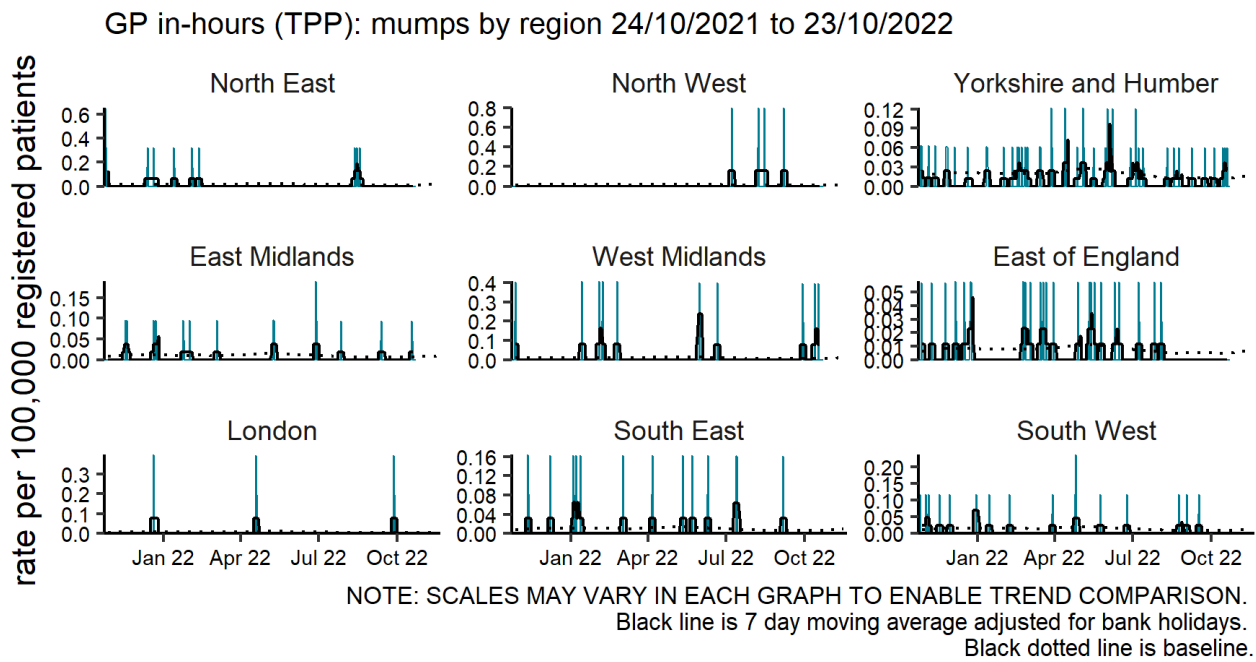 GP in-hours (TPP): mumps by region 24/10/2021 to 23/10/2022
rate per 100,000 registered patients
North East
0.6
0.4
0.2
0.0
North West
0.8
0.6
0.4
0.2
0.0
Yorkshire and Humber
0.12
0.09
0.06
0.03
0.00
East Midlands
0.15
0.10
0.05
0.00
West Midlands
0.4
0.3
0.2
0.1
0.0
East of England
0.05
0.04
0.03
0.02
0.01
0.00
London
0.3
0.2
0.1
0.0
South East
0.16
0.12
0.08
0.04
0.00
South West
0.20
0.15
0.10
0.05
0.00
Jan 22 Apr 22 Jul 22 Oct 22
Jan 22 Apr 22 Jul 22 Oct 22
Jan 22 Apr 22 Jul 22 Oct 22
NOTE: SCALES MAY VARY IN EACH GRAPH TO ENABLE TREND COMPARISON.
Black line is 7 day moving average adjusted for bank holidays.
Black dotted line is baseline.